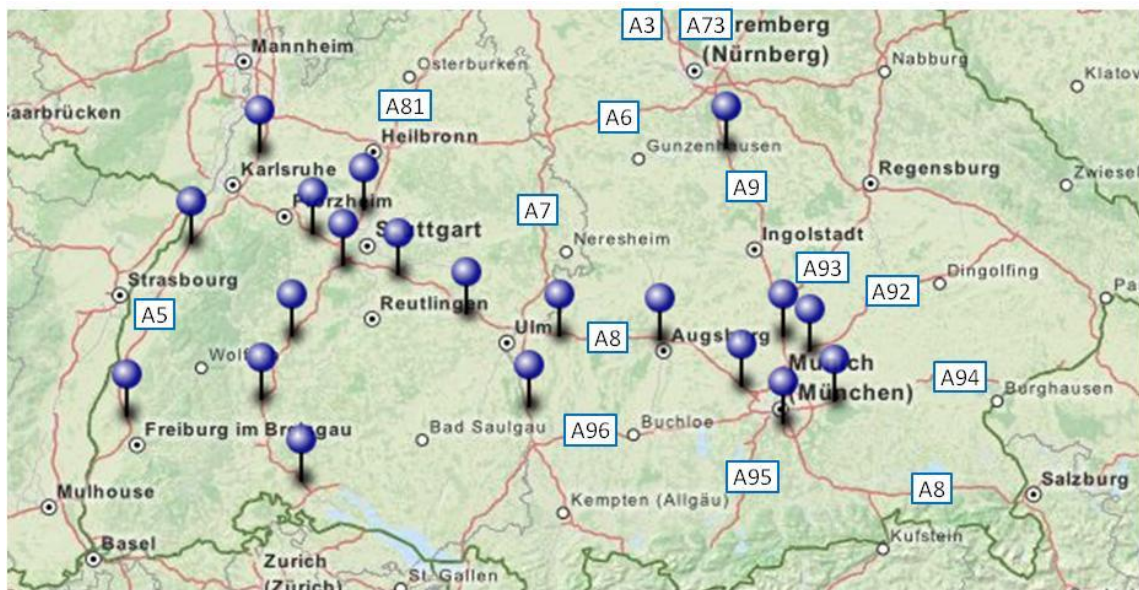 A3
A73
remberg
(Nürnberg)
Mannheim
Osterburken
Nabburg
Klatov
aarbrücken
A81
A6
Heilbronn
Gunzenhausen
Karlsruhe
A9
Regensburg
Zwiesel
A7
Stuttgart
Neresheim
Ingolstadt
A93
Strasbourg
A5
Reutlingen
A92
Dingolfing
Pa
Ulm
A8
Augsburg
Wolf
M
(München)
A94
Burghausen
Freiburg im Breisgau
Bad Saulgau
A96
Buchloe
A95
A8
Salzburg
Mulhouse
Kempten (Allgäu)
Basel
Zurich
(Zürich)
St. Gallen
Kufstein